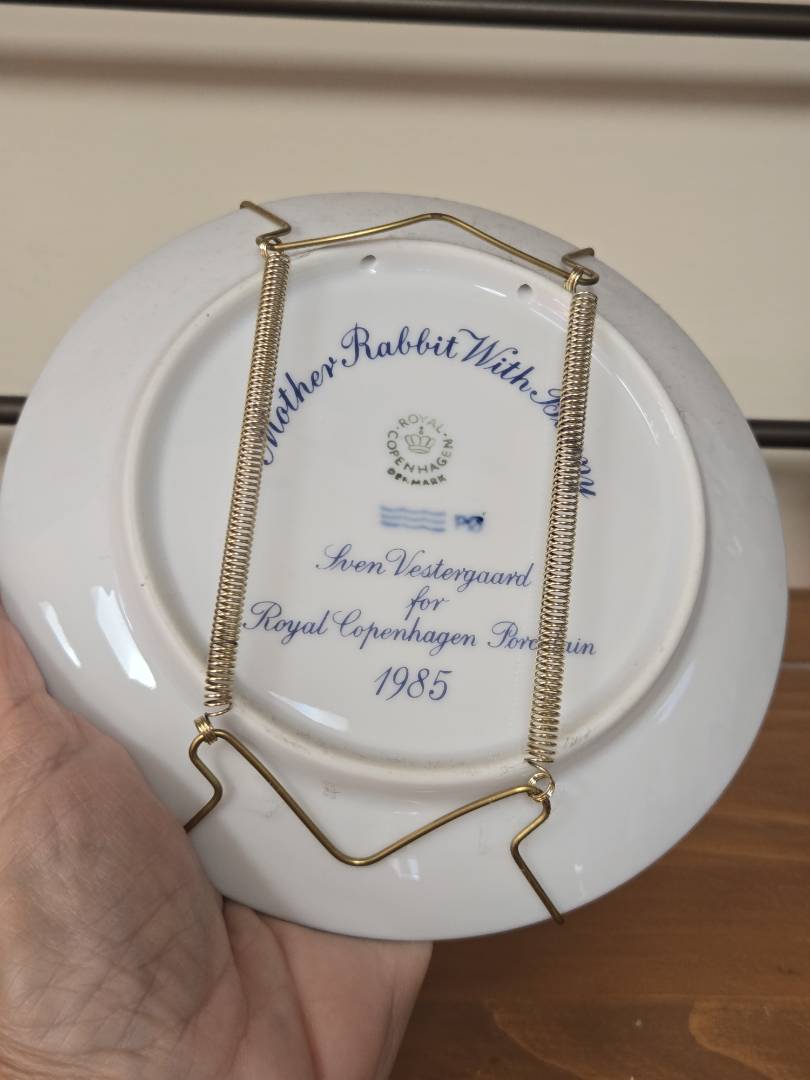 Mother Rabbit With
ROYAL COPENHAGEN
DENMARK
Sven Vestergaard
for
Royal Copenhagen
1985